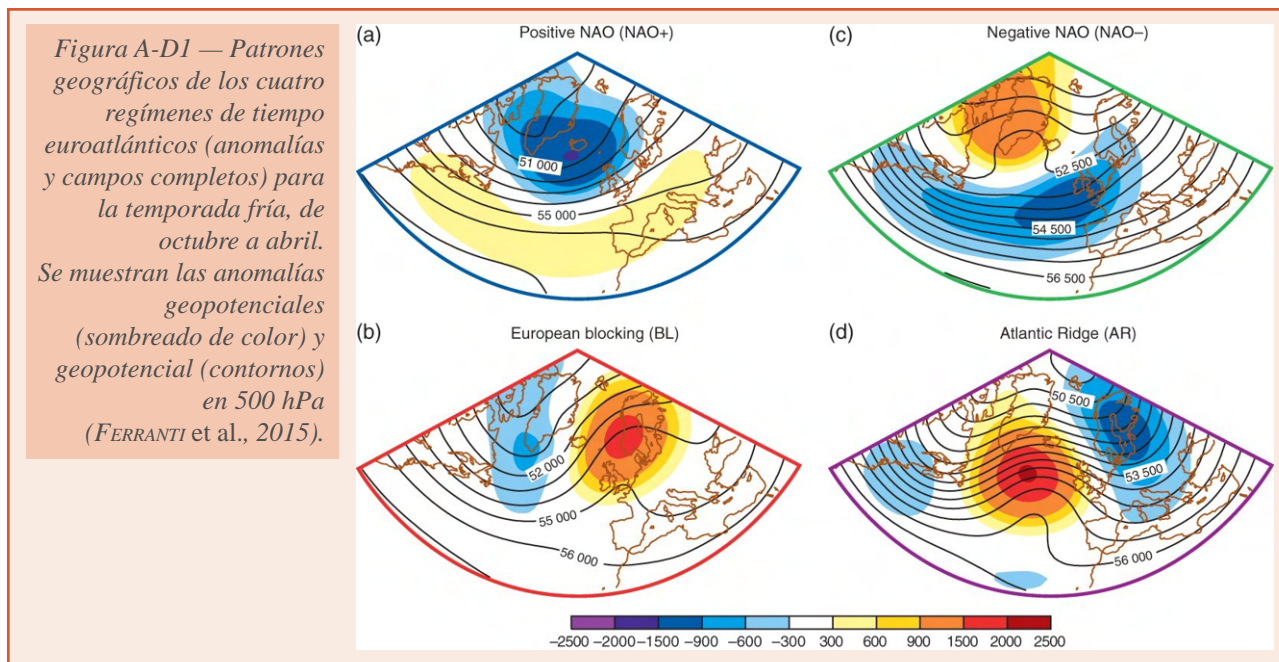 Figura A-D1 — Patrones
geográficos de los cuatro
regímenes de tiempo
euroatlánticos (anomalías
y campos completos) para
la temporada fría, de
octubre a abril.
Se muestran las anomalías
geopotenciales
(sombreado de color) y
geopotencial (contornos)
en 500 hPa
(FERRANTI et al., 2015).
(a) Positive NAO (NAO+)
51 000
55 000
(c) Negative NAO (NAO–)
52 500
54 500
56 500
(b) European blocking (BL)
52 000
55 000
56 000
(d) Atlantic Ridge (AR)
50 500
53 500
56 000
–2500 –2000 –1500 –900 –600 –300 300 600 900 1500 2000 2500